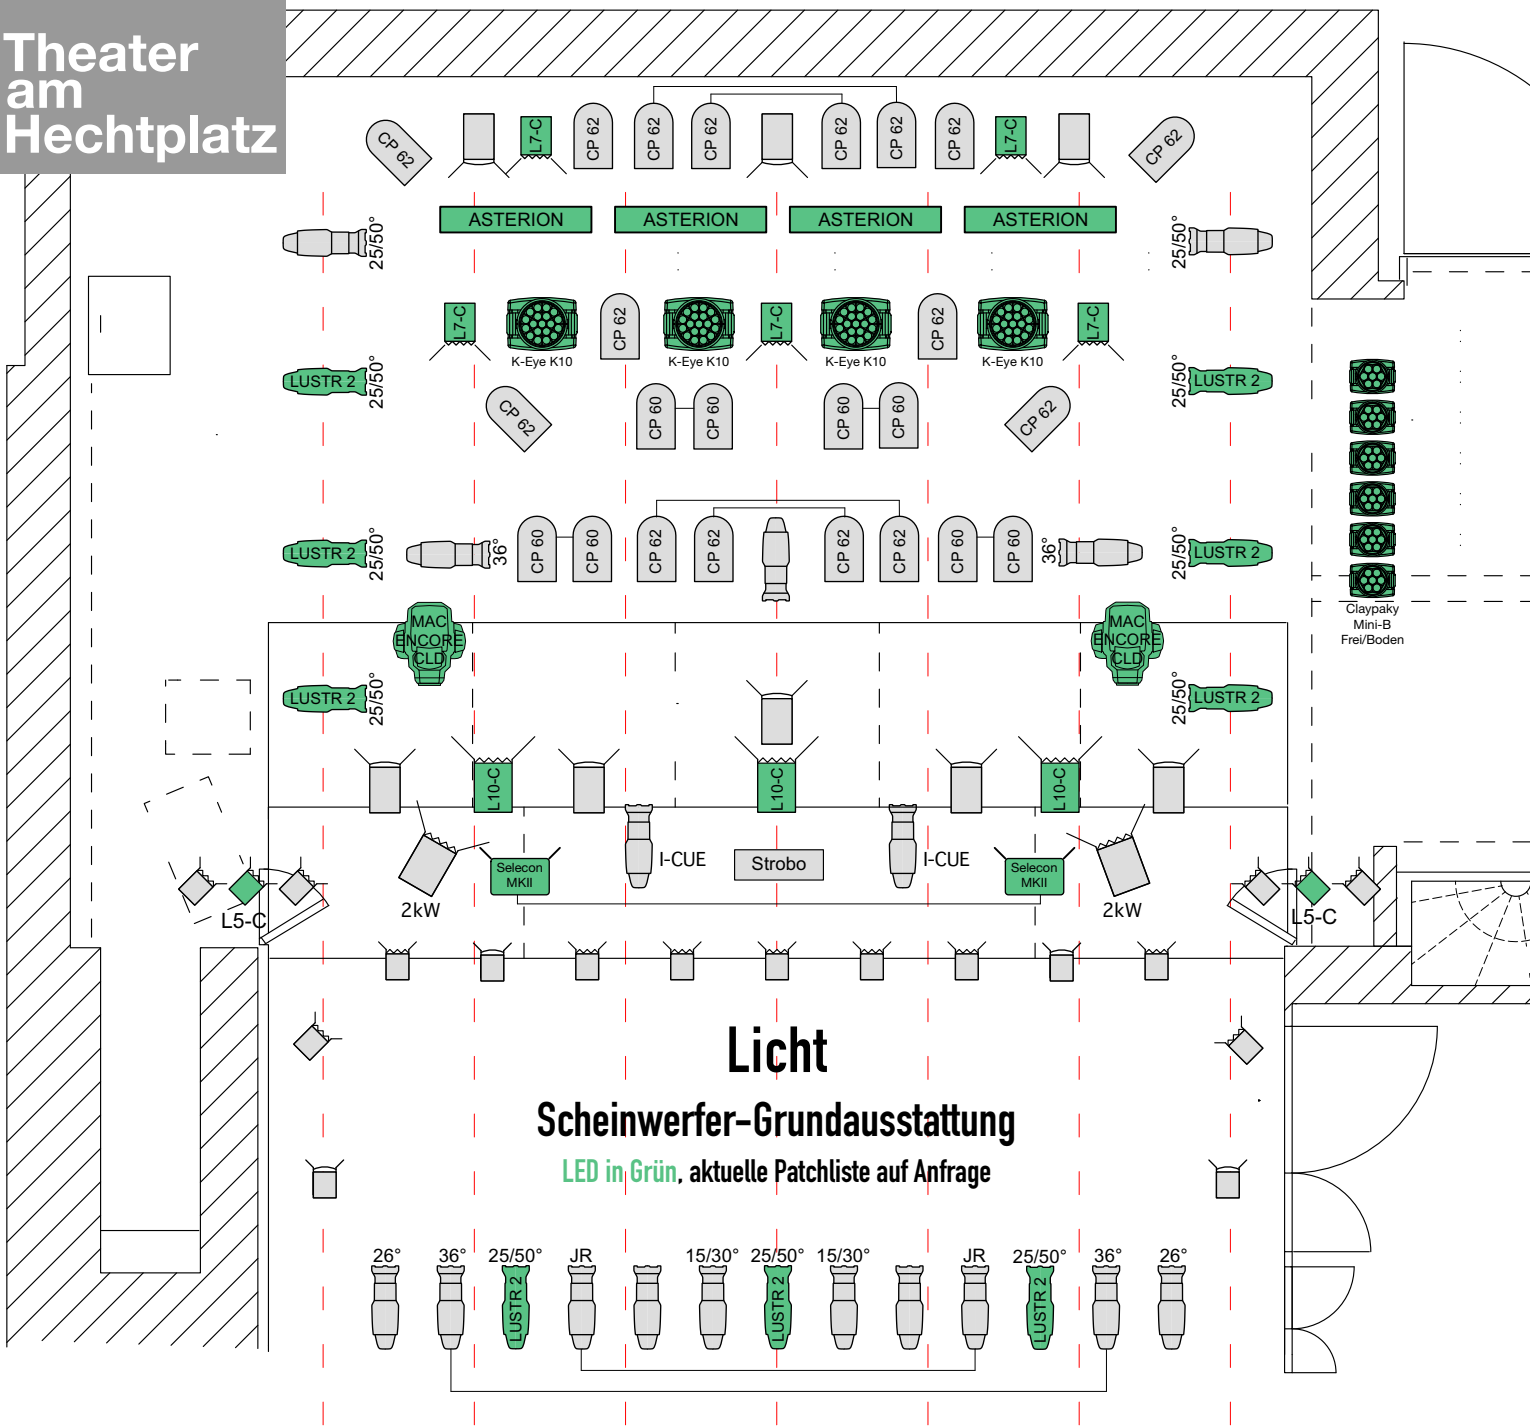 Theater
am
Hechtplatz
CP 62
L7-C
CP 62
CP 62
CP 62
CP 62
CP 62
CP 62
L7-C
CP 62
ASTERION
ASTERION
ASTERION
ASTERION
25/50°
25/50°
L7-C
K-Eye K10
CP 62
K-Eye K10
L7-C
K-Eye K10
CP 62
K-Eye K10
L7-C
LUSTR 2
25/50°
25/50°
LUSTR 2
CP 62
CP 60
CP 60
CP 60
CP 60
CP 62
LUSTR 2
25/50°
36°
CP 60
CP 60
CP 62
CP 62
CP 62
CP 62
CP 60
CP 60
36°
25/50°
LUSTR 2
Claypaky
Mini-B
Frei/Boden
MAC
ENCORE
CLD
MAC
ENCORE
CLD
LUSTR 2
25/50°
25/50°
LUSTR 2
L10-C
L10-C
L10-C
2kW
Selecon
MKII
I-CUE
Strobo
I-CUE
Selecon
MKII
2kW
L5-C
L5-C
Licht
Scheinwerfer-Grundausstattung
LED in Grün, aktuelle Patchliste auf Anfrage
26°
36°
25/50°
JR
15/30°
25/50°
15/30°
JR
25/50°
36°
26°
LUSTR 2
LUSTR 2
LUSTR 2